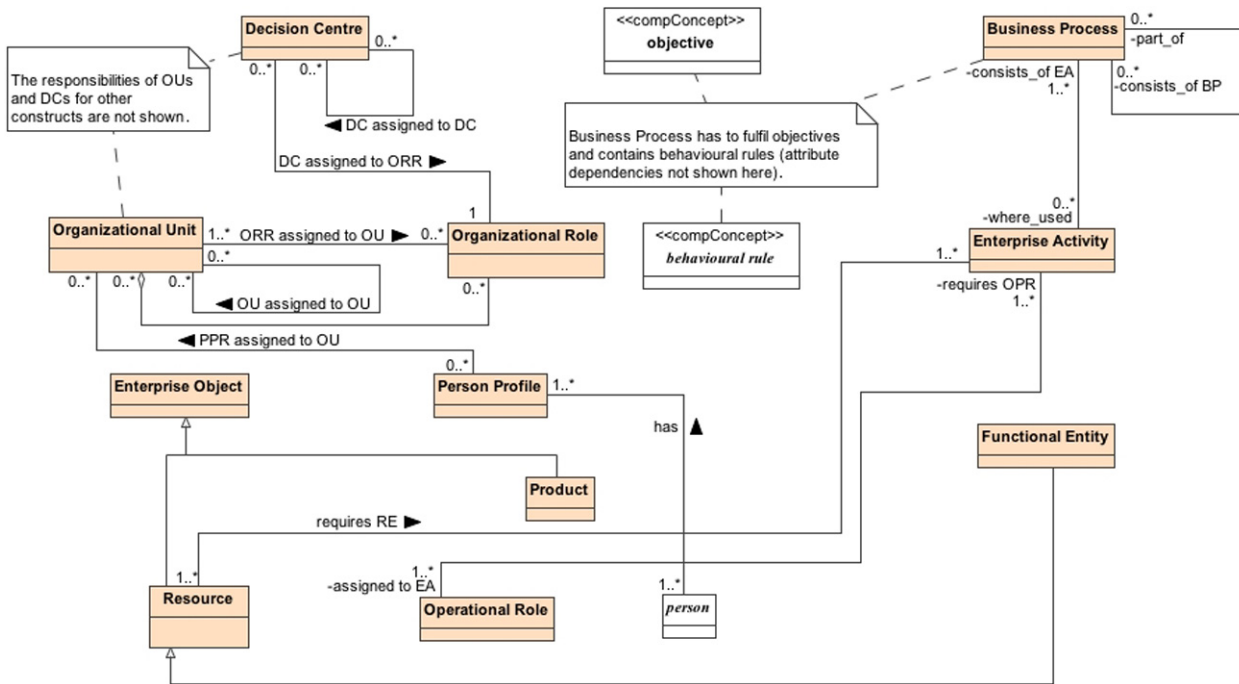 Decision Centre
0..*
0..*
0..*
◄ DC assigned to DC
The responsibilities of OUs
and DCs for other
constructs are not shown.
<<compConcept>>
objective
Business Process
0..*
-part_of
0..*
-consists_of BP
-consists_of EA
1..*
Business Process has to fulfil objectives
and contains behavioural rules (attribute
dependencies not shown here).
DC assigned to ORR ►
1
0..*
-where_used
Organizational Unit
1..*
ORR assigned to OU ►
0..*
Organizational Role
<<compConcept>>
behavioural rule
1..*
Enterprise Activity
0..*
0..*
0..*
0..*
◄ OU assigned to OU
0..*
-requires OPR
1..*
◄ PPR assigned to OU
0..*
Enterprise Object
Person Profile
1..*
has ▲
Functional Entity
Product
requires RE ►
1..*
Resource
1..*
-assigned to EA
Operational Role
1..*
person